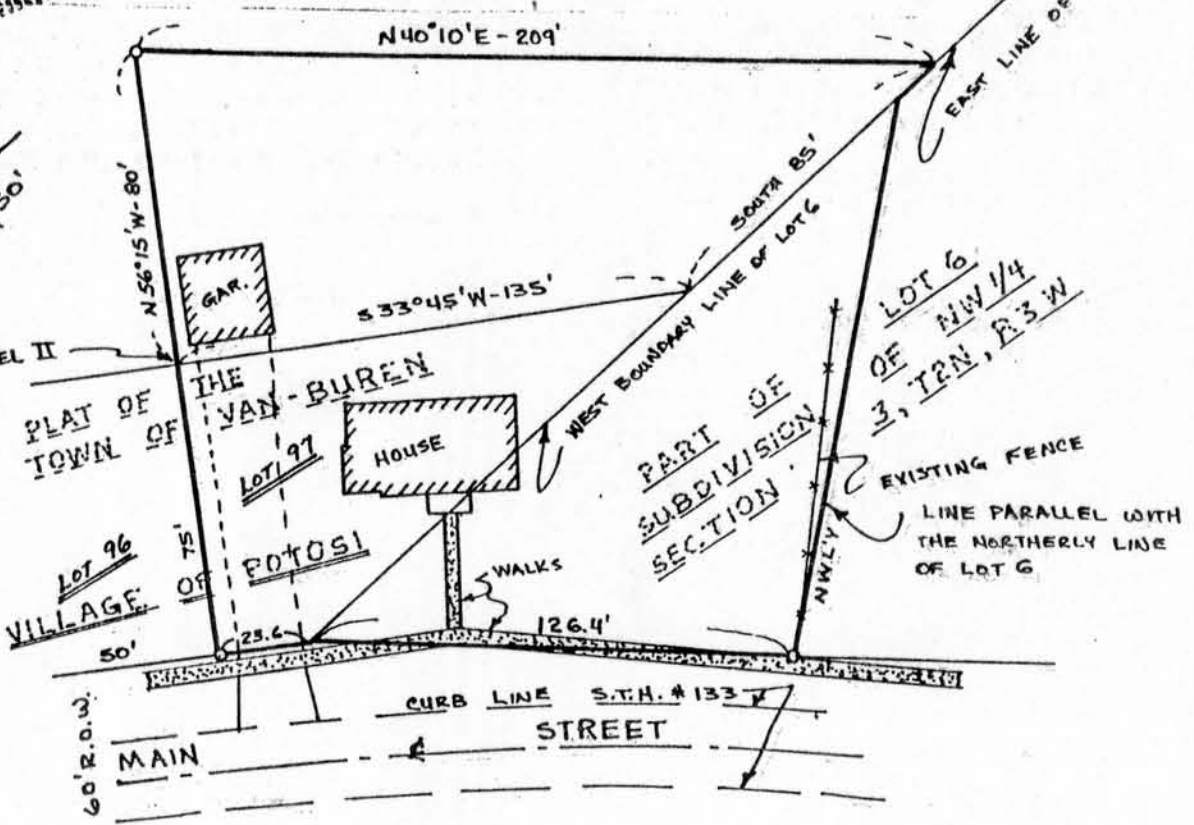 N40°10'E - 209'
EAST LINE OF
N56°15'W - 80'
GAR.
S33°45'W - 135'
SOUTH 85'
WEST BOUNDARY LINE OF LOT 6
EL II
PLAT OF THE
TOWN OF VAN-BUREN
LOT 97
HOUSE
PART OF
SUBDIVISION
SECTION
LOT 6
OF NW 1/4
3, T2N, R3W
EXISTING FENCE
LINE PARALLEL WITH
THE NORTHERLY LINE
OF LOT 6
NWL'Y
LOT 96
75'
VILLAGE OF POTOSI
WALKS
50'
23.6
126.4'
CURB LINE S.T.H. #133
MAIN STREET
60' R.O.W.